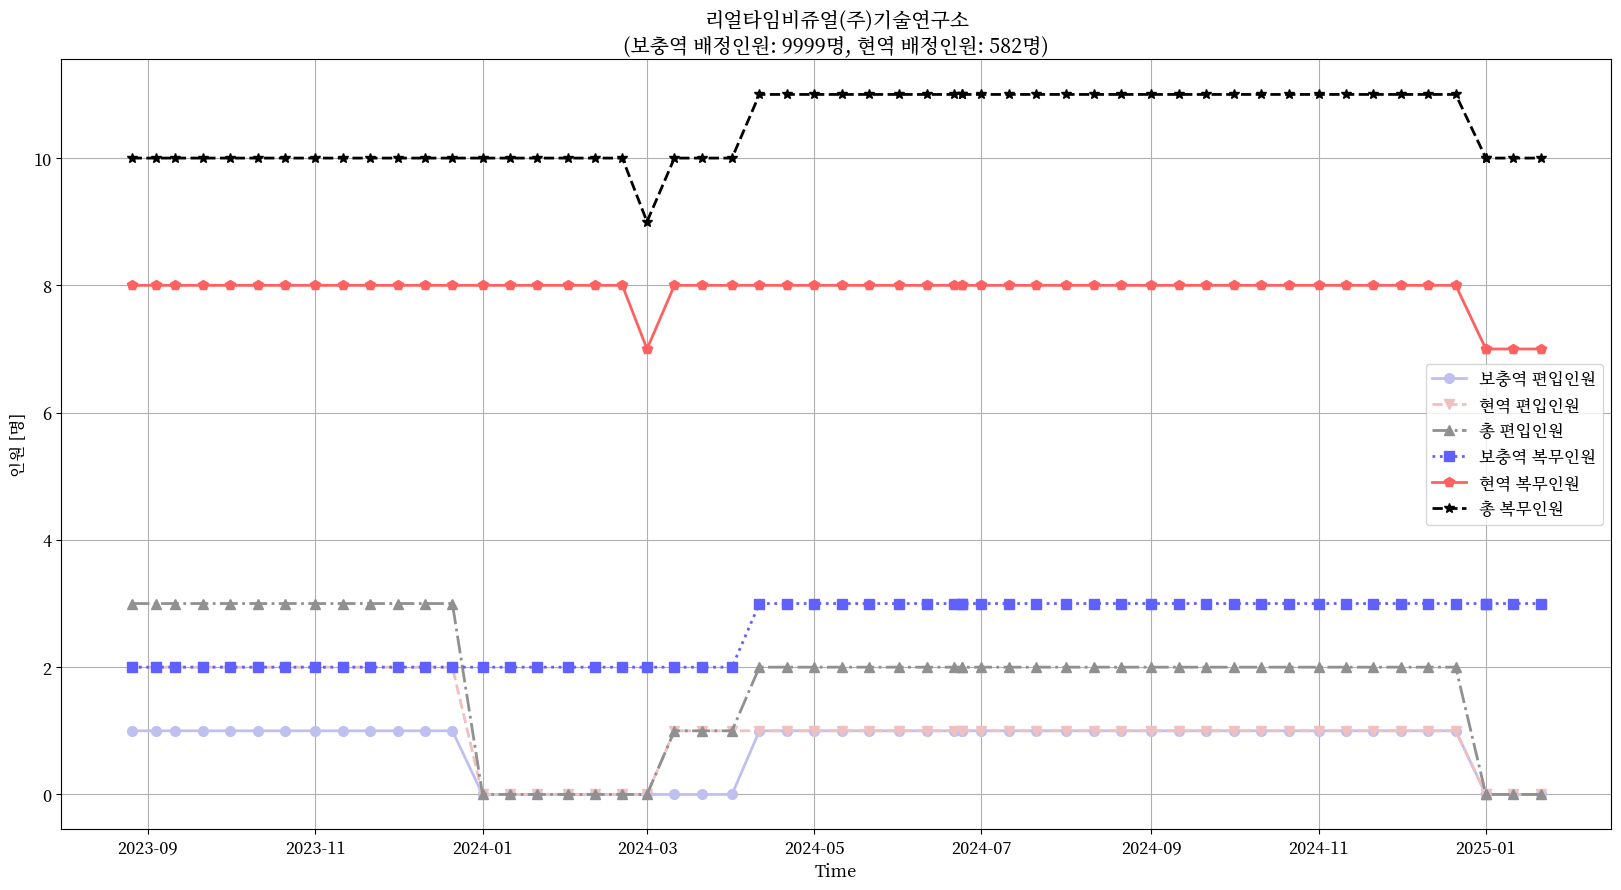 리얼타임비쥬얼(주)기술연구소
(보충역 배정인원: 9999명, 현역 배정인원: 582명)
인원 [명]
10
8
6
4
2
0
보충역 편입인원
현역 편입인원
총 편입인원
보충역 복무인원
현역 복무인원
총 복무인원
2023-09 2023-11 2024-01 2024-03 2024-05 2024-07 2024-09 2024-11 2025-01
Time